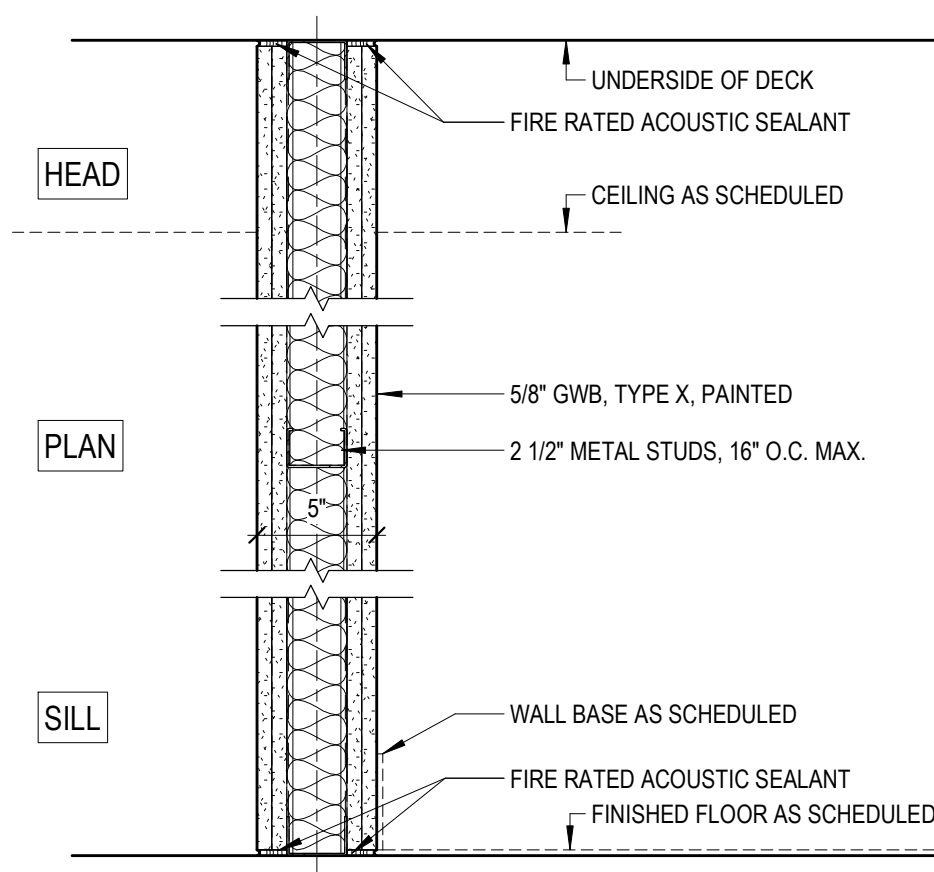 UNDERSIDE OF DECK
FIRE RATED ACOUSTIC SEALANT
HEAD
CEILING AS SCHEDULED
5/8" GWB, TYPE X, PAINTED
PLAN
2 1/2" METAL STUDS, 16" O.C. MAX.
5"
SILL
WALL BASE AS SCHEDULED
FIRE RATED ACOUSTIC SEALANT
FINISHED FLOOR AS SCHEDULED